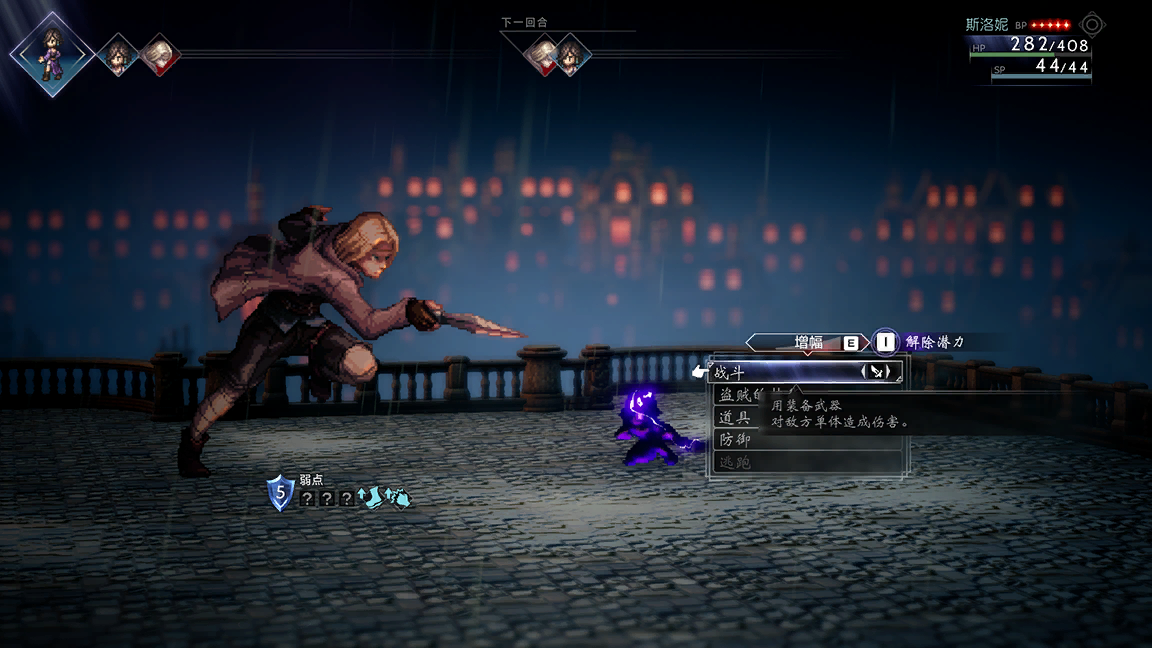 下一回合
斯洛妮 BP
HP 282/408
SP 44/44
增幅 E I 解除潜力
战斗
盗贼的
用装备武器
道具
对敌方单体造成伤害。
防御
逃跑
弱点
5 ? ? ?